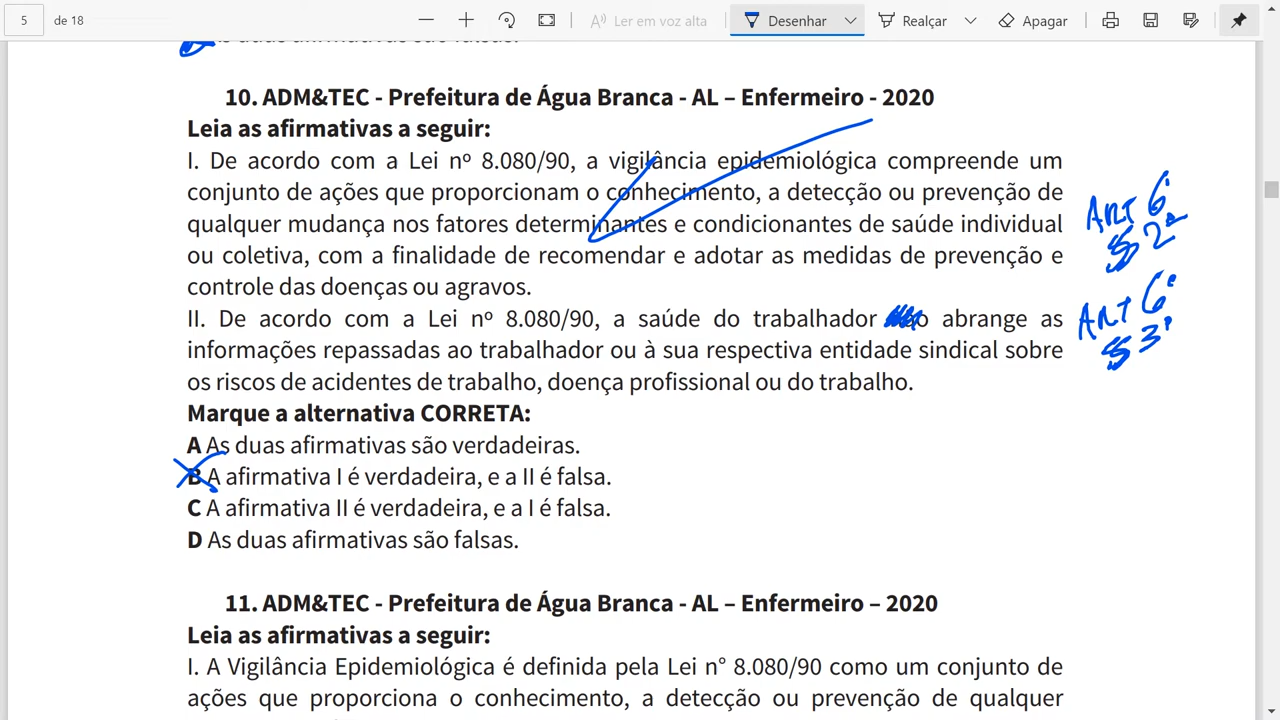 5 de 18 Ler em voz alta Desenhar Realçar Apagar
as duas afirmativas são falsas.
10. ADM&TEC - Prefeitura de Água Branca - AL – Enfermeiro - 2020
Leia as afirmativas a seguir:
I. De acordo com a Lei nº 8.080/90, a vigilância epidemiológica compreende um
conjunto de ações que proporcionam o conhecimento, a detecção ou prevenção de
qualquer mudança nos fatores determinantes e condicionantes de saúde individual
ou coletiva, com a finalidade de recomendar e adotar as medidas de prevenção e
controle das doenças ou agravos.
ART 6º
§ 2º
II. De acordo com a Lei nº 8.080/90, a saúde do trabalhador abrange as
informações repassadas ao trabalhador ou à sua respectiva entidade sindical sobre
os riscos de acidentes de trabalho, doença profissional ou do trabalho.
ART 6º
§ 3º
Marque a alternativa CORRETA:
A As duas afirmativas são verdadeiras.
B A afirmativa I é verdadeira, e a II é falsa.
C A afirmativa II é verdadeira, e a I é falsa.
D As duas afirmativas são falsas.
11. ADM&TEC - Prefeitura de Água Branca - AL – Enfermeiro – 2020
Leia as afirmativas a seguir:
I. A Vigilância Epidemiológica é definida pela Lei n° 8.080/90 como um conjunto de
ações que proporciona o conhecimento, a detecção ou prevenção de qualquer